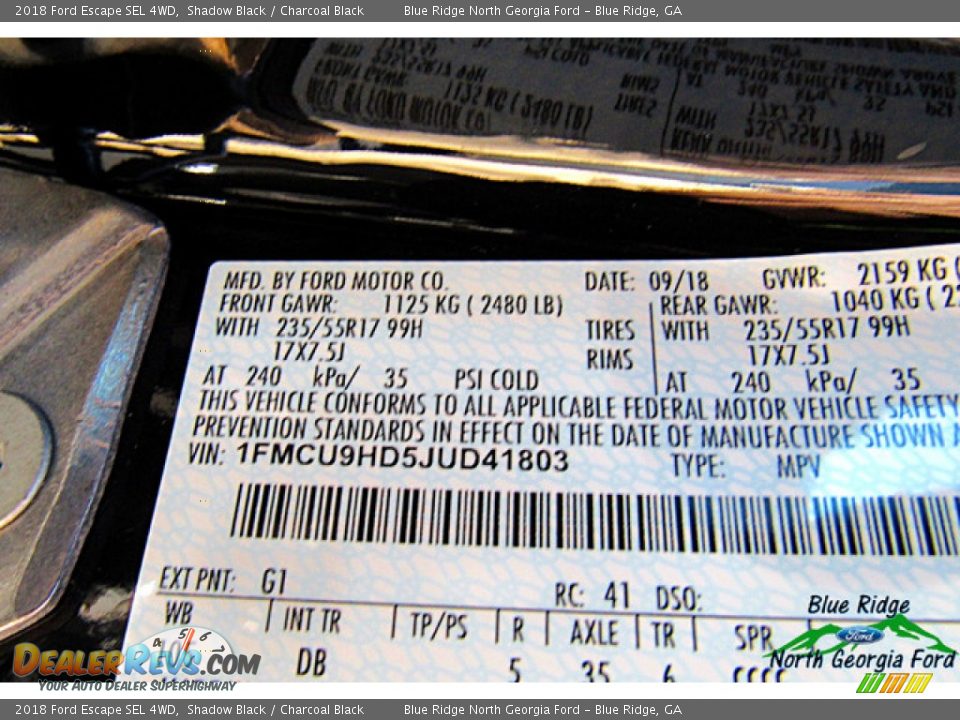 2018 Ford Escape SEL 4WD, Shadow Black / Charcoal Black Blue Ridge North Georgia Ford - Blue Ridge, GA
MFD. BY FORD MOTOR CO. DATE: 09/18 GVWR: 2159 KG (
FRONT GAWR: 1125 KG ( 2480 LB) REAR GAWR: 1040 KG ( 22
WITH 235/55R17 99H TIRES WITH 235/55R17 99H
17X7.5J RIMS 17X7.5J
AT 240 kPa/ 35 PSI COLD AT 240 kPa/ 35
THIS VEHICLE CONFORMS TO ALL APPLICABLE FEDERAL MOTOR VEHICLE SAFETY
PREVENTION STANDARDS IN EFFECT ON THE DATE OF MANUFACTURE SHOWN A
VIN: 1FMCU9HD5JUD41803 TYPE: MPV
EXT PNT: G1 RC: 41 DSO:
WB INT TR TP/PS R AXLE TR SPR
DB 5 35 6 CCCC
Blue Ridge
Ford
North Georgia Ford
4 5 6
DEALERREVS.COM
YOUR AUTO DEALER SUPERHIGHWAY
2018 Ford Escape SEL 4WD, Shadow Black / Charcoal Black Blue Ridge North Georgia Ford - Blue Ridge, GA